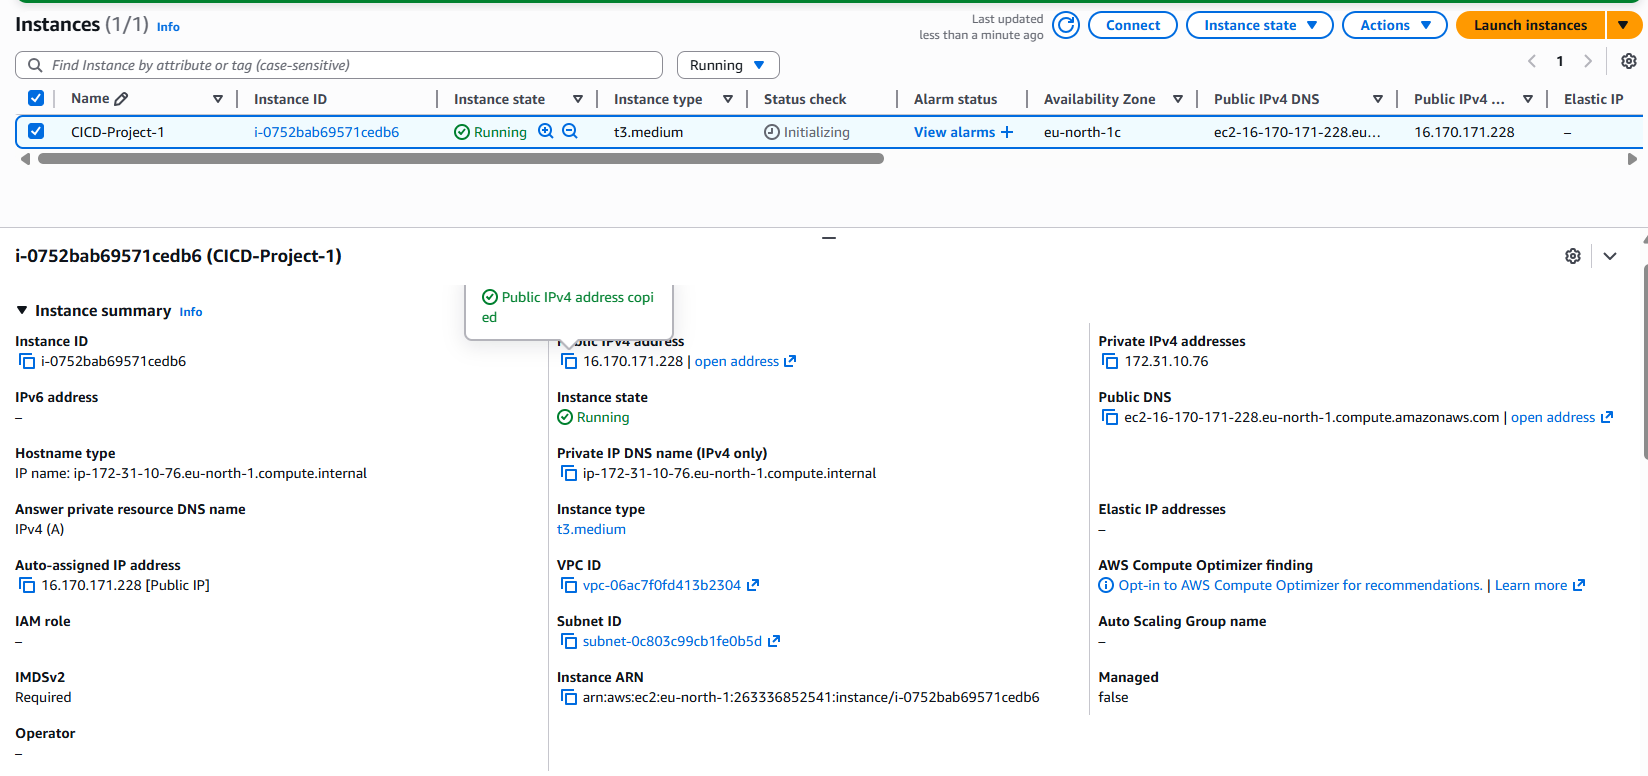 Instances (1/1) Info
Last updated
less than a minute ago
Connect
Instance state
Actions
Launch instances
Find Instance by attribute or tag (case-sensitive)
Running
1
Name
Instance ID
Instance state
Instance type
Status check
Alarm status
Availability Zone
Public IPv4 DNS
Public IPv4 ...
Elastic IP
CICD-Project-1
i-0752bab69571cedb6
Running
t3.medium
Initializing
View alarms +
eu-north-1c
ec2-16-170-171-228.eu...
16.170.171.228
–
i-0752bab69571cedb6 (CICD-Project-1)
Instance summary Info
Public IPv4 address copi
ed
Instance ID
i-0752bab69571cedb6
Public IPv4 address
16.170.171.228 | open address
Private IPv4 addresses
172.31.10.76
IPv6 address
–
Instance state
Running
Public DNS
ec2-16-170-171-228.eu-north-1.compute.amazonaws.com | open address
Hostname type
IP name: ip-172-31-10-76.eu-north-1.compute.internal
Private IP DNS name (IPv4 only)
ip-172-31-10-76.eu-north-1.compute.internal
Answer private resource DNS name
IPv4 (A)
Instance type
t3.medium
Elastic IP addresses
–
Auto-assigned IP address
16.170.171.228 [Public IP]
VPC ID
vpc-06ac7f0fd413b2304
AWS Compute Optimizer finding
Opt-in to AWS Compute Optimizer for recommendations. | Learn more
IAM role
–
Subnet ID
subnet-0c803c99cb1fe0b5d
Auto Scaling Group name
–
IMDSv2
Required
Instance ARN
arn:aws:ec2:eu-north-1:263336852541:instance/i-0752bab69571cedb6
Managed
false
Operator
–